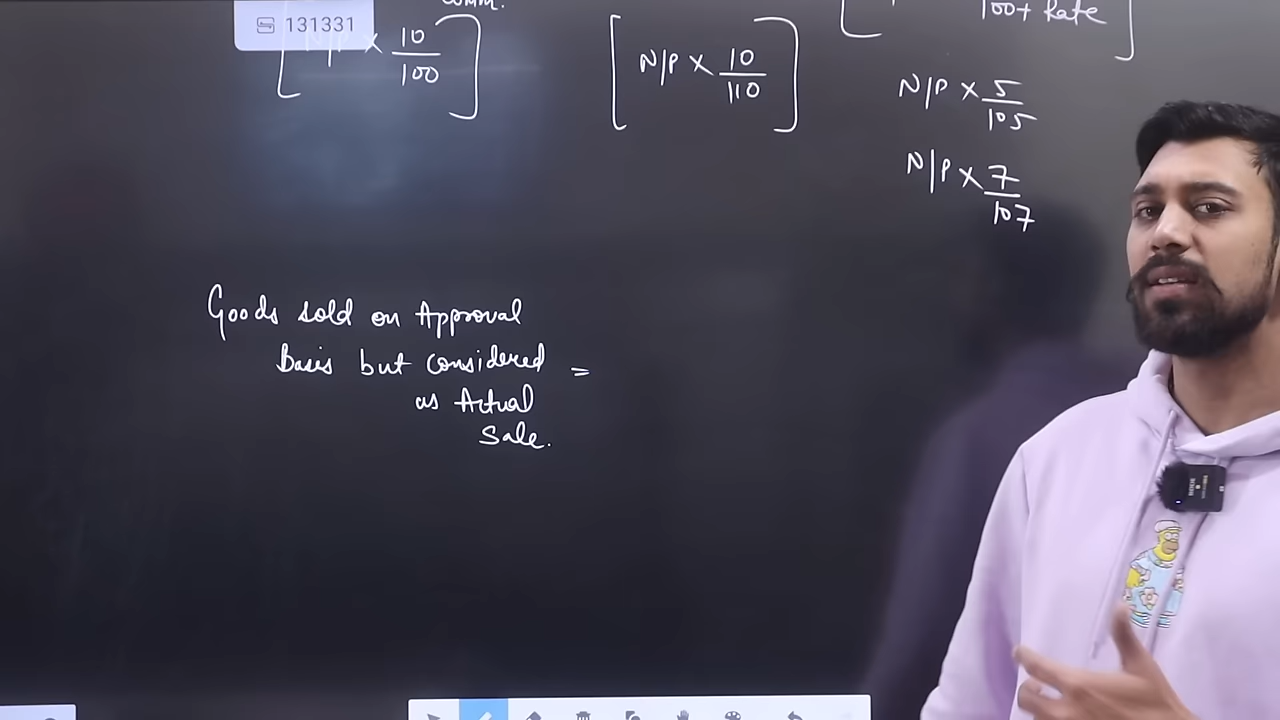 comm.
131331
N/P × 10/100
[N/P × 10/110]
100+ Rate
N/P × 5/105
N/P × 7/107
Goods sold on Approval
Basis but considered =
as Actual
Sale.